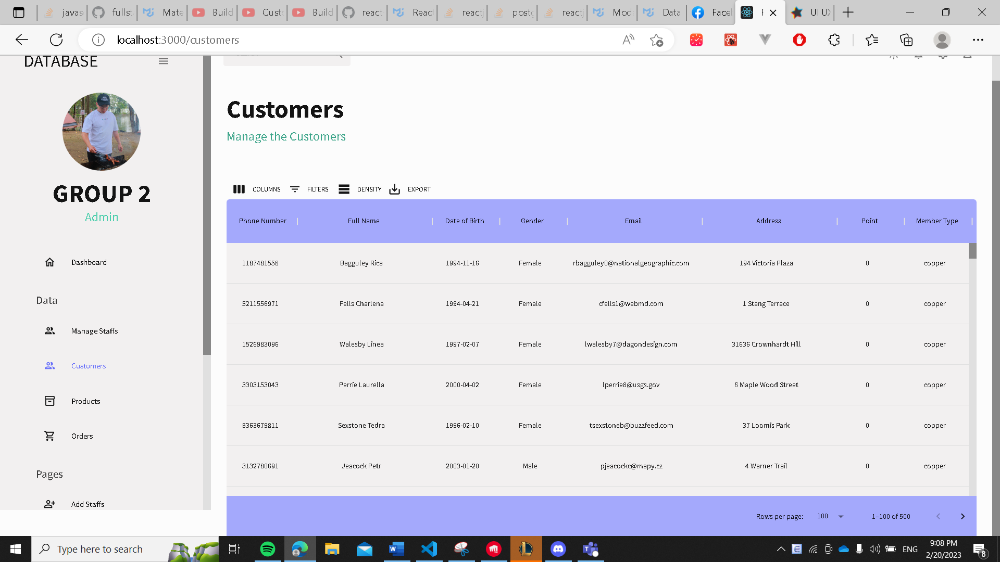 javas
fullst
Mate
Build
Custo
Build
react
React
react
postg
react
Moda
Data
Faceb
UI UX
localhost:3000/customers
DATABASE
GROUP 2
Admin
Dashboard
Data
Manage Staffs
Customers
Products
Orders
Pages
Add Staffs
Customers
Manage the Customers
COLUMNS FILTERS DENSITY EXPORT
Phone Number Full Name Date of Birth Gender Email Address Point Member Type
1187481558 Bagguley Rica 1994-11-16 Female rbagguley0@nationalgeographic.com 194 Victoria Plaza 0 copper
5211556971 Fells Charlena 1994-04-21 Female cfells1@webmd.com 1 Stang Terrace 0 copper
1526983096 Walesby Linea 1997-02-07 Female lwalesby7@dagondesign.com 31636 Crownhardt Hill 0 copper
3303153043 Perrie Laurella 2000-04-02 Female lperrie8@usgs.gov 6 Maple Wood Street 0 copper
5363679811 Sexstone Tedra 1996-02-10 Female tsexstoneb@buzzfeed.com 37 Loomis Park 0 copper
3132780691 Jeacock Petr 2003-01-20 Male pjeacockc@mapy.cz 4 Warner Trail 0 copper
Rows per page: 100 1–100 of 500
Type here to search
ENG
9:08 PM
2/20/2023
8